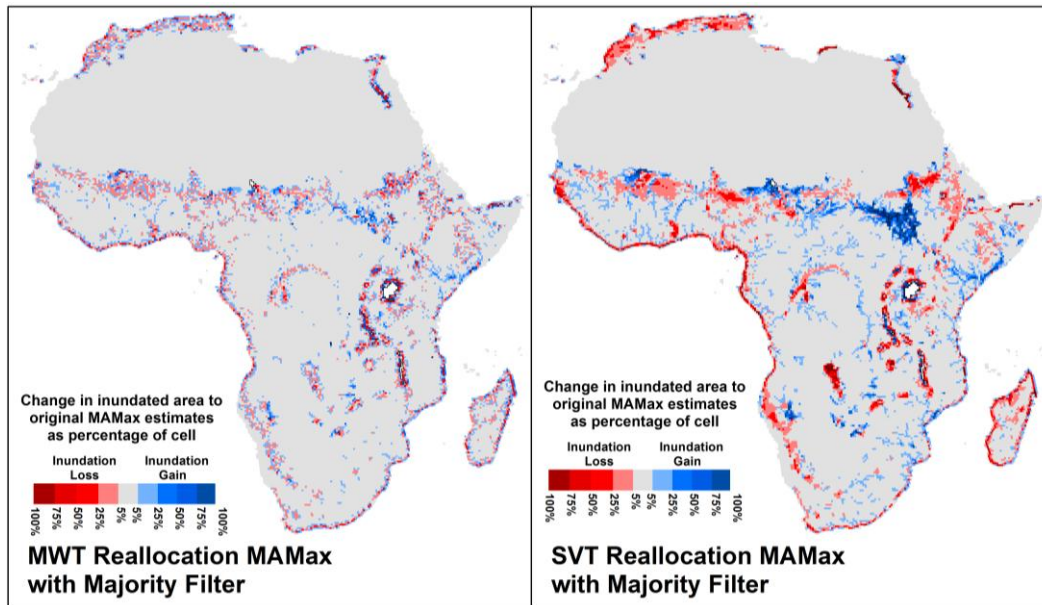 Change in inundated area to
original MAMax estimates
as percentage of cell
Inundation Loss
Inundation Gain
100%
75%
50%
25%
5%
5%
25%
50%
75%
100%
MWT Reallocation MAMax
with Majority Filter
Change in inundated area to
original MAMax estimates
as percentage of cell
Inundation Loss
Inundation Gain
100%
75%
50%
25%
5%
5%
25%
50%
75%
100%
SVT Reallocation MAMax
with Majority Filter